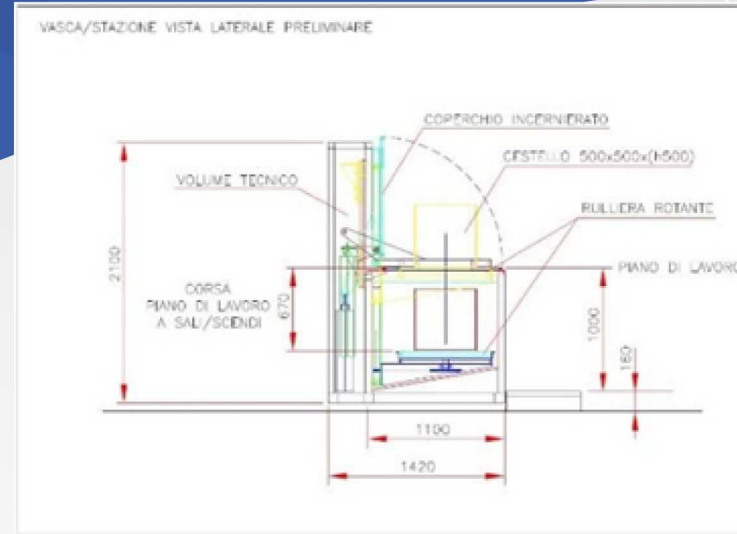 VASCA/STAZIONE VISTA LATERALE PRELIMINARE
COPERCHIO INCERNIERATO
CESTELLO 500x500x(h500)
VOLUME TECNICO
RULLIERA ROTANTE
PIANO DI LAVORO
2100
CORSA
PIANO DI LAVORO
A SALI/SCENDI
670
1000
160
1100
1420